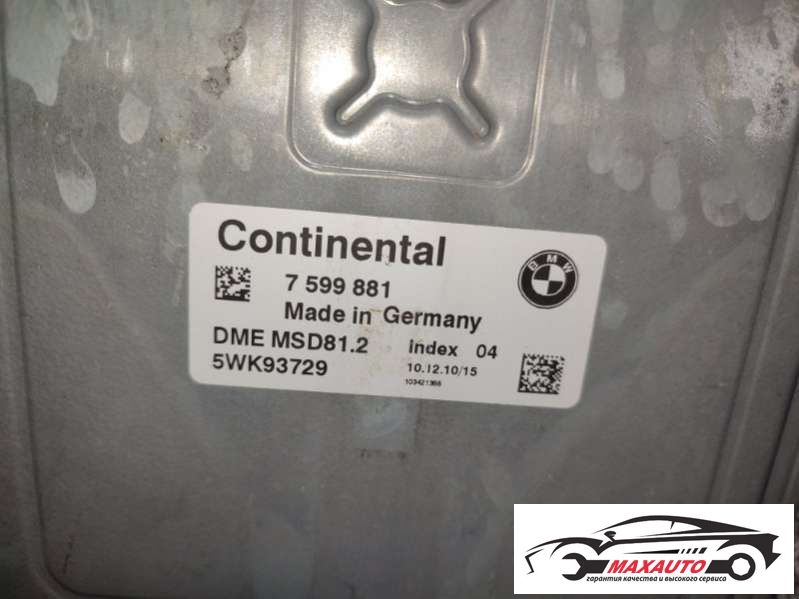 Continental
BMW
7 599 881
Made in Germany
DME MSD81.2 index 04
5WK93729 10.12.10/15
103421368
MAXAUTO
гарантия качества и высокого сервиса